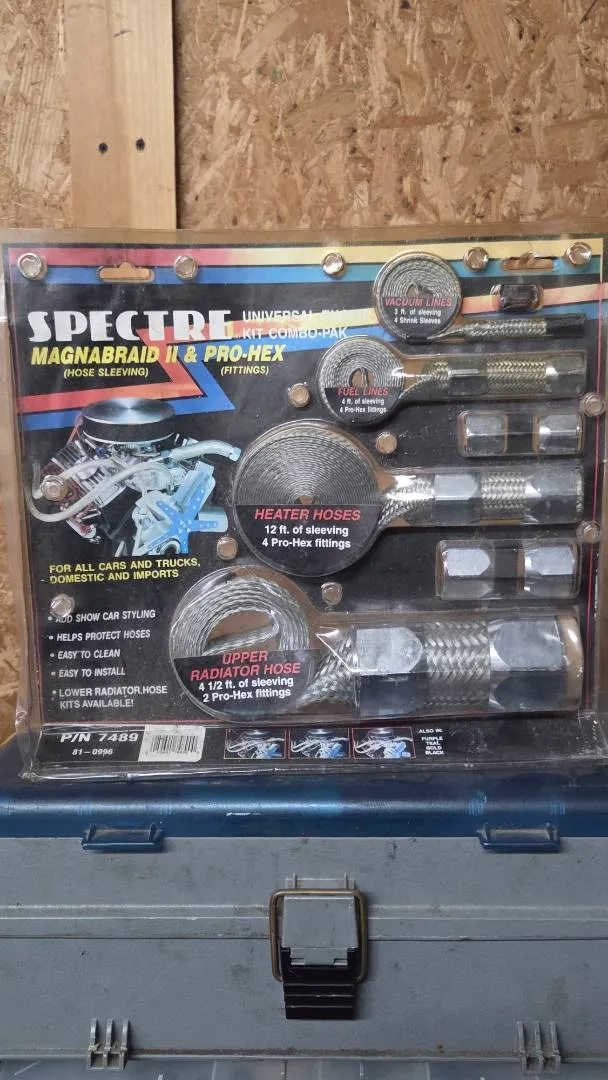 SPECTRE
UNIVERSAL
KIT COMBO-PAK
MAGNABRAID II & PRO-HEX
(HOSE SLEEVING) (FITTINGS)
VACUUM LINES
3 ft. of sleeving
4 Shrink Sleeves
FUEL LINES
4 ft. of sleeving
4 Pro-Hex fittings
HEATER HOSES
12 ft. of sleeving
4 Pro-Hex fittings
FOR ALL CARS AND TRUCKS,
DOMESTIC AND IMPORTS
• ADD SHOW CAR STYLING
• HELPS PROTECT HOSES
• EASY TO CLEAN
• EASY TO INSTALL
• LOWER RADIATOR HOSE
KITS AVAILABLE!
UPPER
RADIATOR HOSE
4 1/2 ft. of sleeving
2 Pro-Hex fittings
P/N 7489
81-0996
ALSO IN:
PURPLE
TEAL
GOLD
BLACK